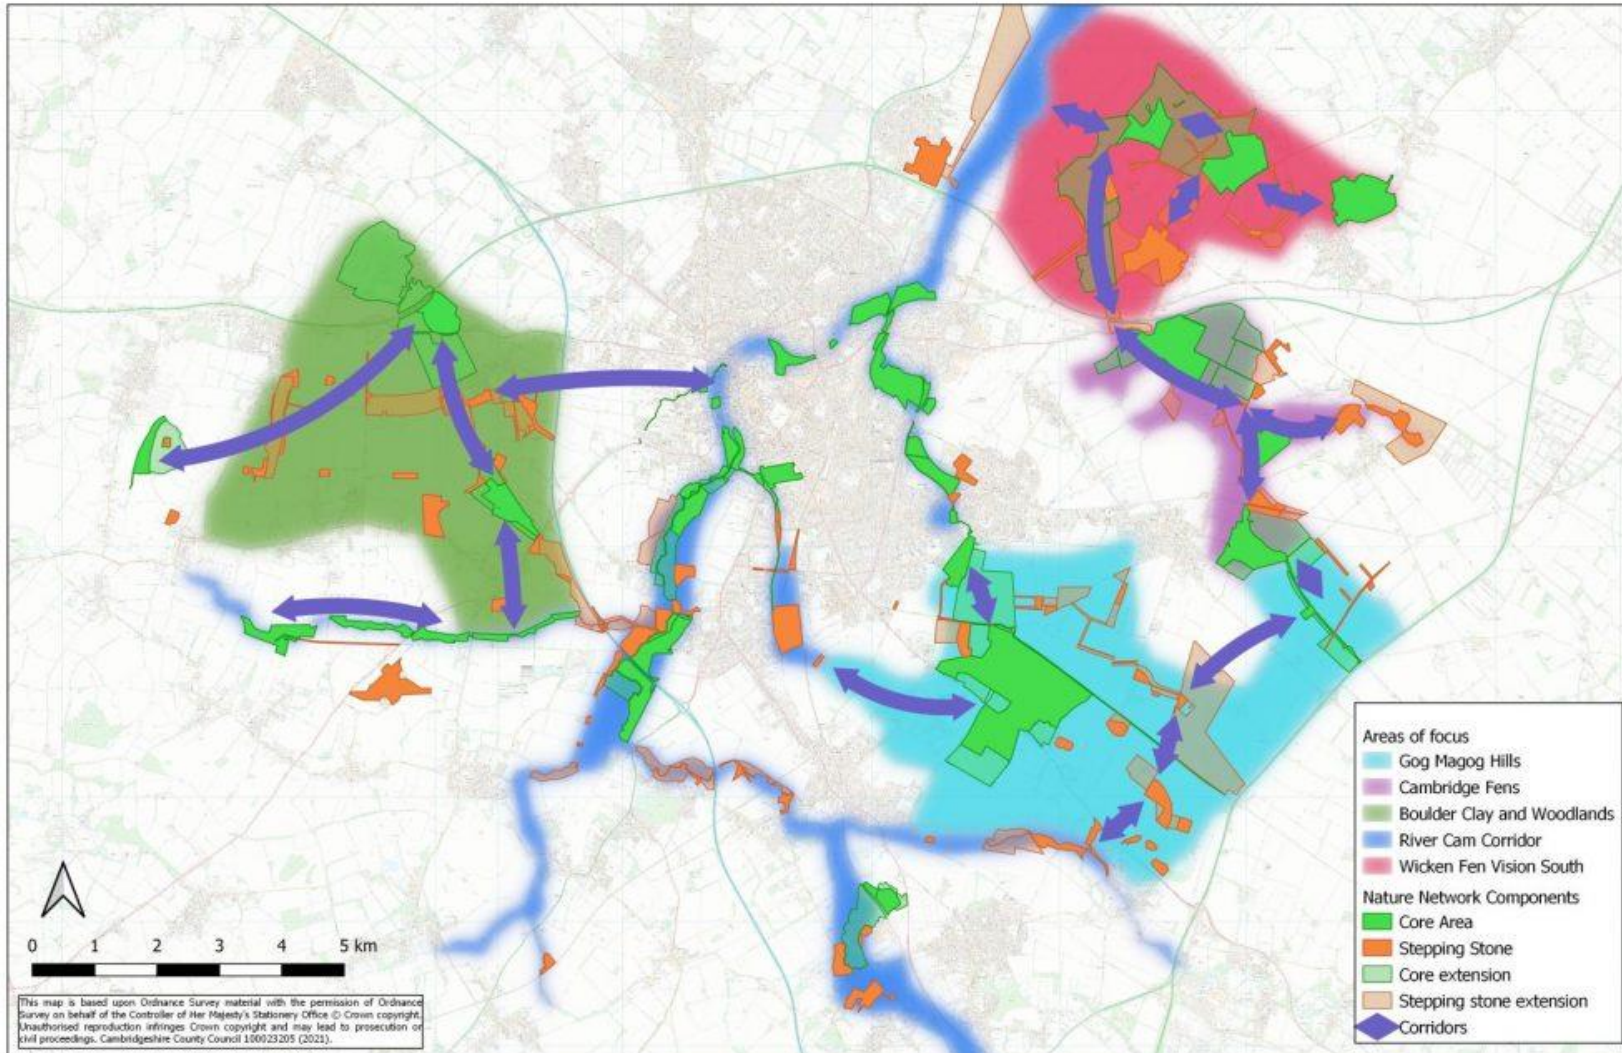 Areas of focus
Gog Magog Hills
Cambridge Fens
Boulder Clay and Woodlands
River Cam Corridor
Wicken Fen Vision South
Nature Network Components
Core Area
Stepping Stone
Core extension
Stepping stone extension
Corridors
0 1 2 3 4 5 km
This map is based upon Ordnance Survey material with the permission of Ordnance
Survey on behalf of the Controller of Her Majesty's Stationery Office © Crown copyright.
Unauthorised reproduction infringes Crown copyright and may lead to prosecution or
civil proceedings. Cambridgeshire County Council 100023205 (2021).